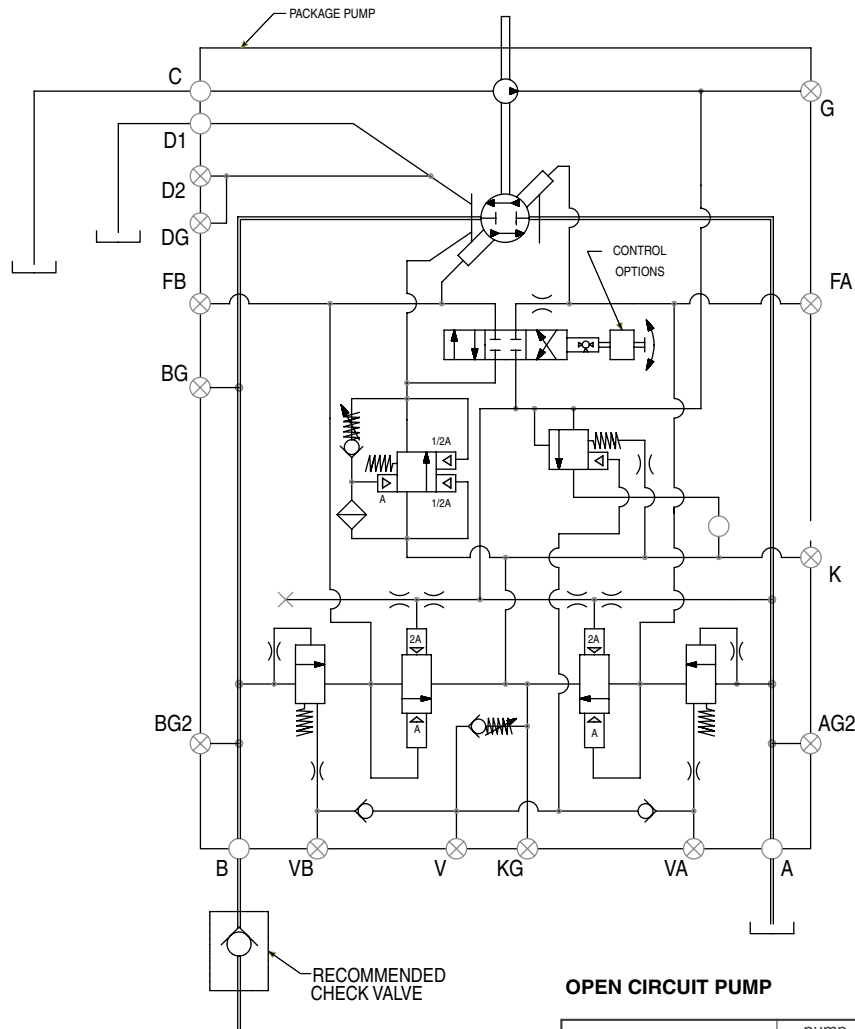 PACKAGE PUMP
C
G
D1
D2
DG
CONTROL
OPTIONS
FB
FA
BG
1/2A
A
1/2A
K
2A
2A
A
A
BG2
AG2
B
VB
V
KG
VA
A
RECOMMENDED
CHECK VALVE
OPEN CIRCUIT PUMP